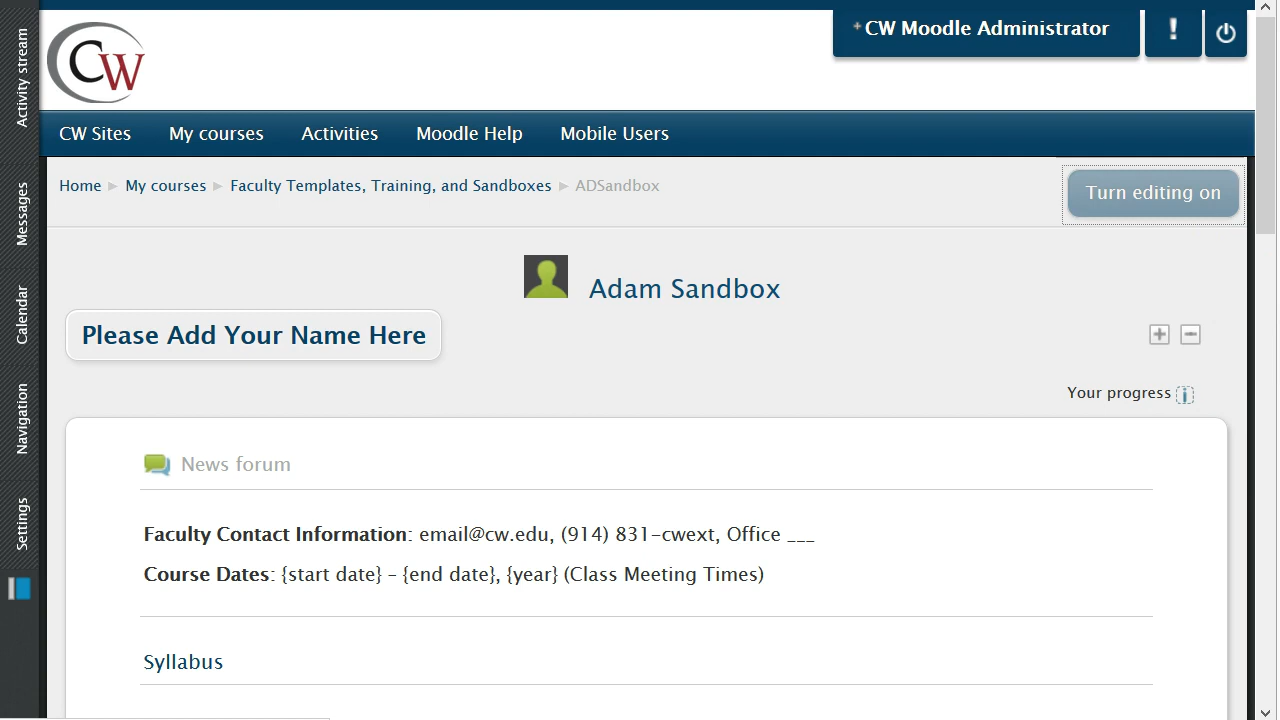 Activity stream
Messages
Calendar
Navigation
Settings
CW
CW Moodle Administrator
!
CW Sites My courses Activities Moodle Help Mobile Users
Home ▶ My courses ▶ Faculty Templates, Training, and Sandboxes ▶ ADSandbox
Turn editing on
Adam Sandbox
Please Add Your Name Here
Your progress
News forum
Faculty Contact Information: email@cw.edu, (914) 831-cwext, Office ___
Course Dates: {start date} - {end date}, {year} (Class Meeting Times)
Syllabus